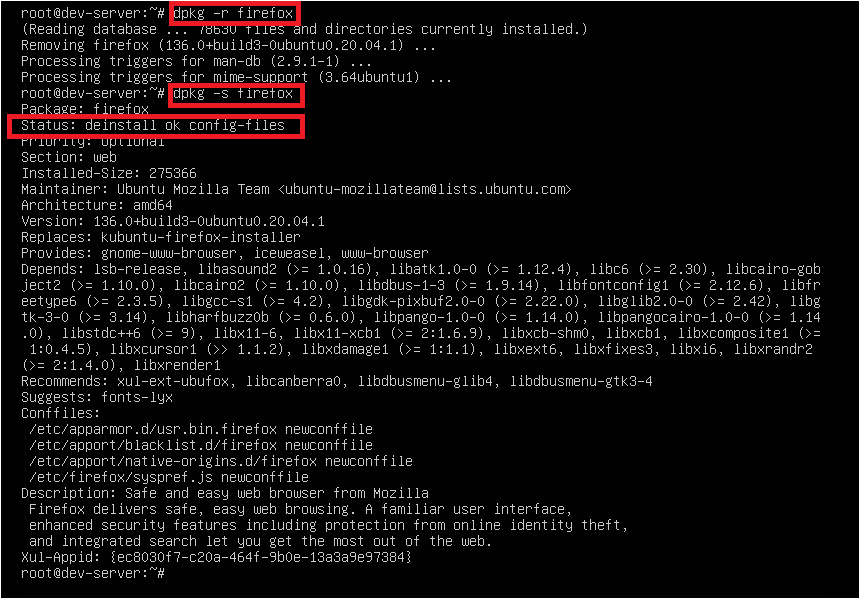 root@dev-server:~# dpkg -r firefox
(Reading database ... 78630 files and directories currently installed.)
Removing firefox (136.0+build3-0ubuntu0.20.04.1) ...
Processing triggers for man-db (2.9.1-1) ...
Processing triggers for mime-support (3.64ubuntu1) ...
root@dev-server:~# dpkg -s firefox
Package: firefox
Status: deinstall ok config-files
Priority: optional
Section: web
Installed-Size: 275366
Maintainer: Ubuntu Mozilla Team <ubuntu-mozillateam@lists.ubuntu.com>
Architecture: amd64
Version: 136.0+build3-0ubuntu0.20.04.1
Replaces: kubuntu-firefox-installer
Provides: gnome-www-browser, iceweasel, www-browser
Depends: lsb-release, libasound2 (>= 1.0.16), libatk1.0-0 (>= 1.12.4), libc6 (>= 2.30), libcairo-gob
ject2 (>= 1.10.0), libcairo2 (>= 1.10.0), libdbus-1-3 (>= 1.9.14), libfontconfig1 (>= 2.12.6), libfr
eetype6 (>= 2.3.5), libgcc-s1 (>= 4.2), libgdk-pixbuf2.0-0 (>= 2.22.0), libglib2.0-0 (>= 2.42), libg
tk-3-0 (>= 3.14), libharfbuzz0b (>= 0.6.0), libpango-1.0-0 (>= 1.14.0), libpangocairo-1.0-0 (>= 1.14
.0), libstdc++6 (>= 9), libx11-6, libx11-xcb1 (>= 2:1.6.9), libxcb-shm0, libxcb1, libxcomposite1 (>=
 1:0.4.5), libxcursor1 (>> 1.1.2), libxdamage1 (>= 1:1.1), libxext6, libxfixes3, libxi6, libxrandr2
(>= 2:1.4.0), libxrender1
Recommends: xul-ext-ubufox, libcanberra0, libdbusmenu-glib4, libdbusmenu-gtk3-4
Suggests: fonts-lyx
Conffiles:
 /etc/apparmor.d/usr.bin.firefox newconffile
 /etc/apport/blacklist.d/firefox newconffile
 /etc/apport/native-origins.d/firefox newconffile
 /etc/firefox/syspref.js newconffile
Description: Safe and easy web browser from Mozilla
 Firefox delivers safe, easy web browsing. A familiar user interface,
 enhanced security features including protection from online identity theft,
 and integrated search let you get the most out of the web.
Xul-Appid: {ec8030f7-c20a-464f-9b0e-13a3a9e97384}
root@dev-server:~#